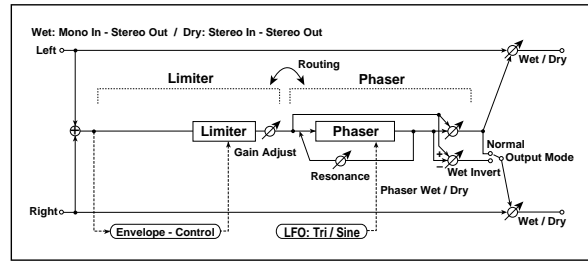 Wet: Mono In - Stereo Out / Dry: Stereo In - Stereo Out
Left
Wet / Dry
Routing
Limiter
Phaser
Limiter
Phaser
Gain Adjust
Resonance
Normal
Output Mode
Wet Invert
+
−
Phaser Wet / Dry
Right
Wet / Dry
Envelope - Control
LFO: Tri / Sine